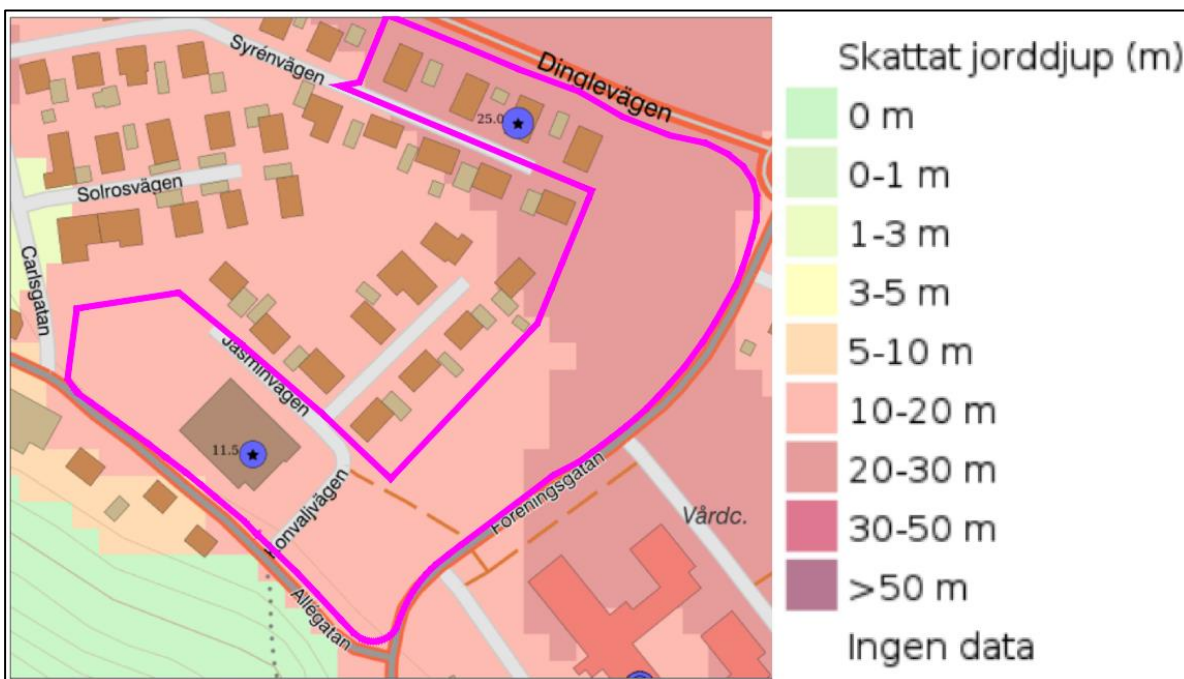 Syrénvägen
Dinglevägen
25.0
Solrosvägen
Carlsgatan
Jasminvägen
11.5
Konvaljvägen
Föreningsgatan
Vårdc.
Allégatan
Skattat jorddjup (m)
0 m
0-1 m
1-3 m
3-5 m
5-10 m
10-20 m
20-30 m
30-50 m
>50 m
Ingen data